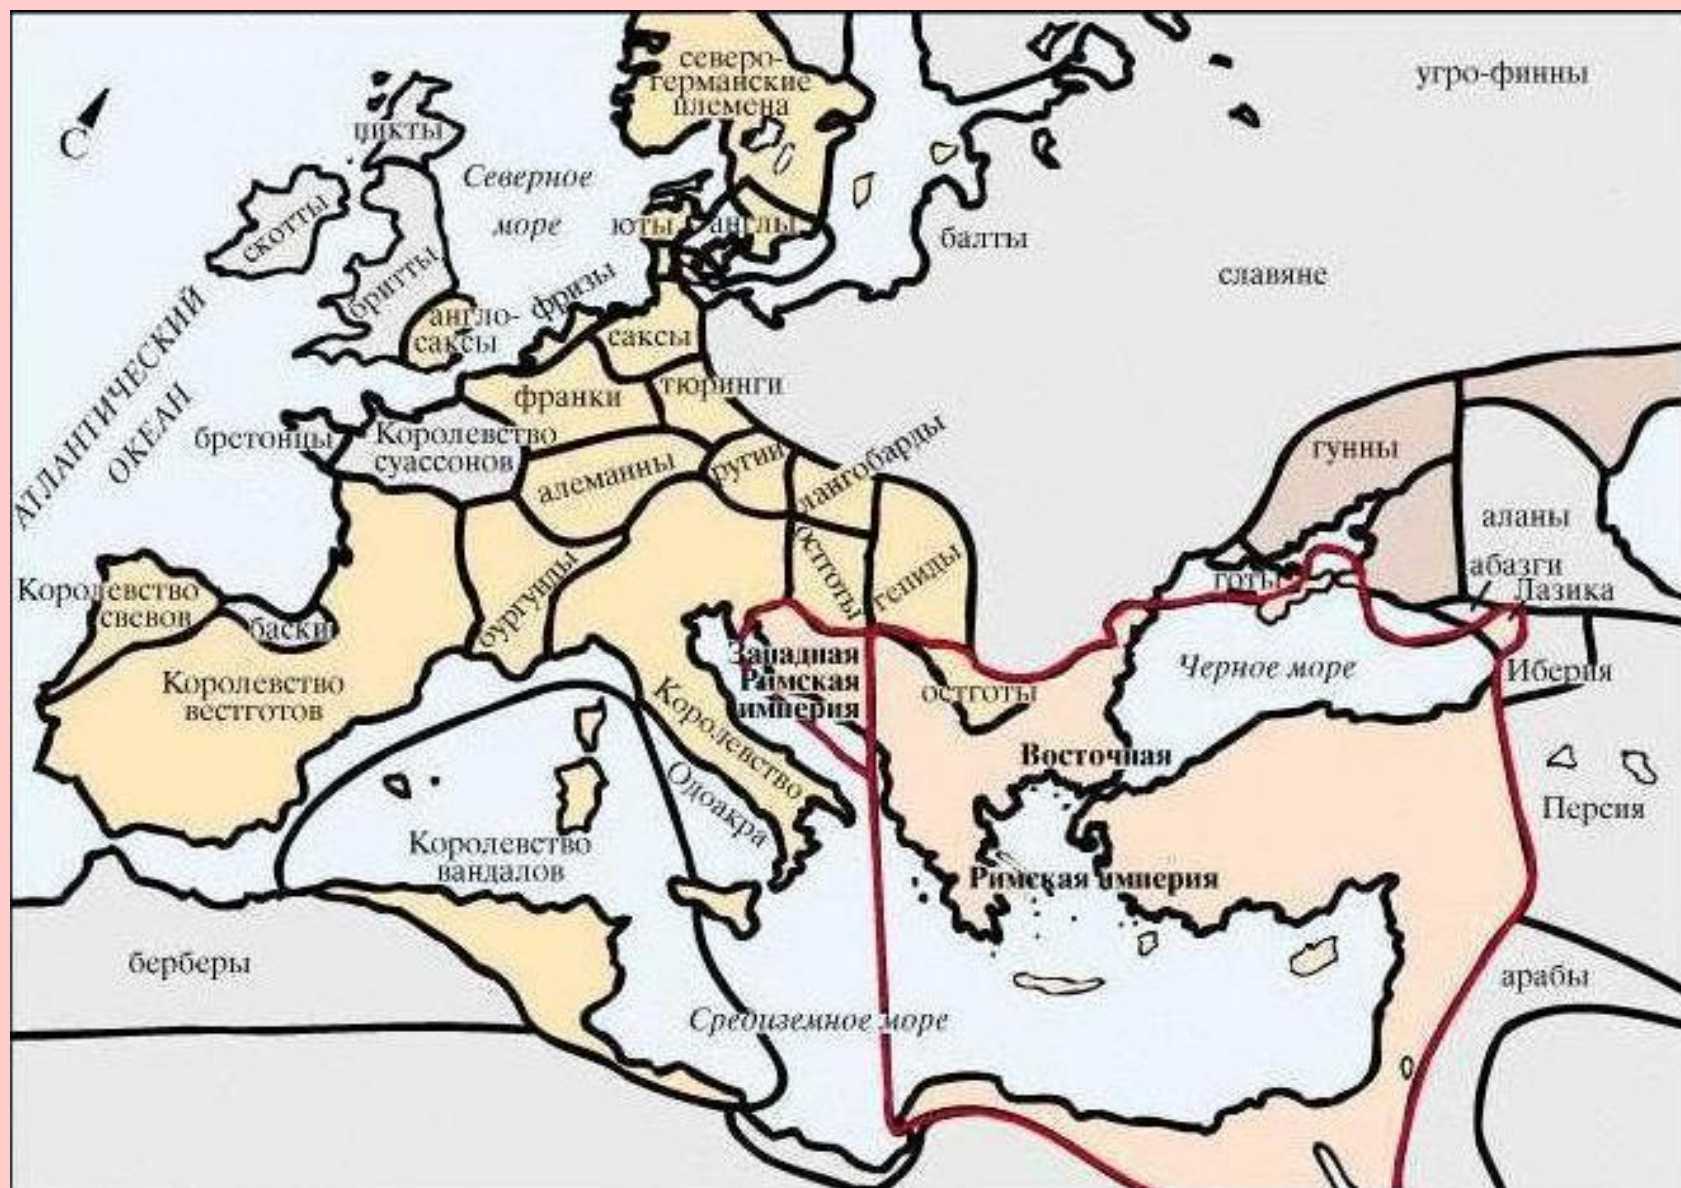 северо-
германские
племена
угро-финны
С
пикты
Северное
море
скотты
юты
англы
балты
бритты
славяне
фризы
АТЛАНТИЧЕСКИЙ
ОКЕАН
англо-
саксы
саксы
франки
тюринги
бретонцы
Королевство
суассонов
лангобарды
алеманны
ругии
гунны
аланы
остготы
гепиды
готы
абазги
Лазика
Королевство
свевов
баски
бургунды
Западная
Римская
империя
Черное море
Иберия
Королевство
вестготов
остготы
Королевство
Одоакра
Восточная
Римская империя
Персия
Королевство
вандалов
берберы
арабы
Средиземное море